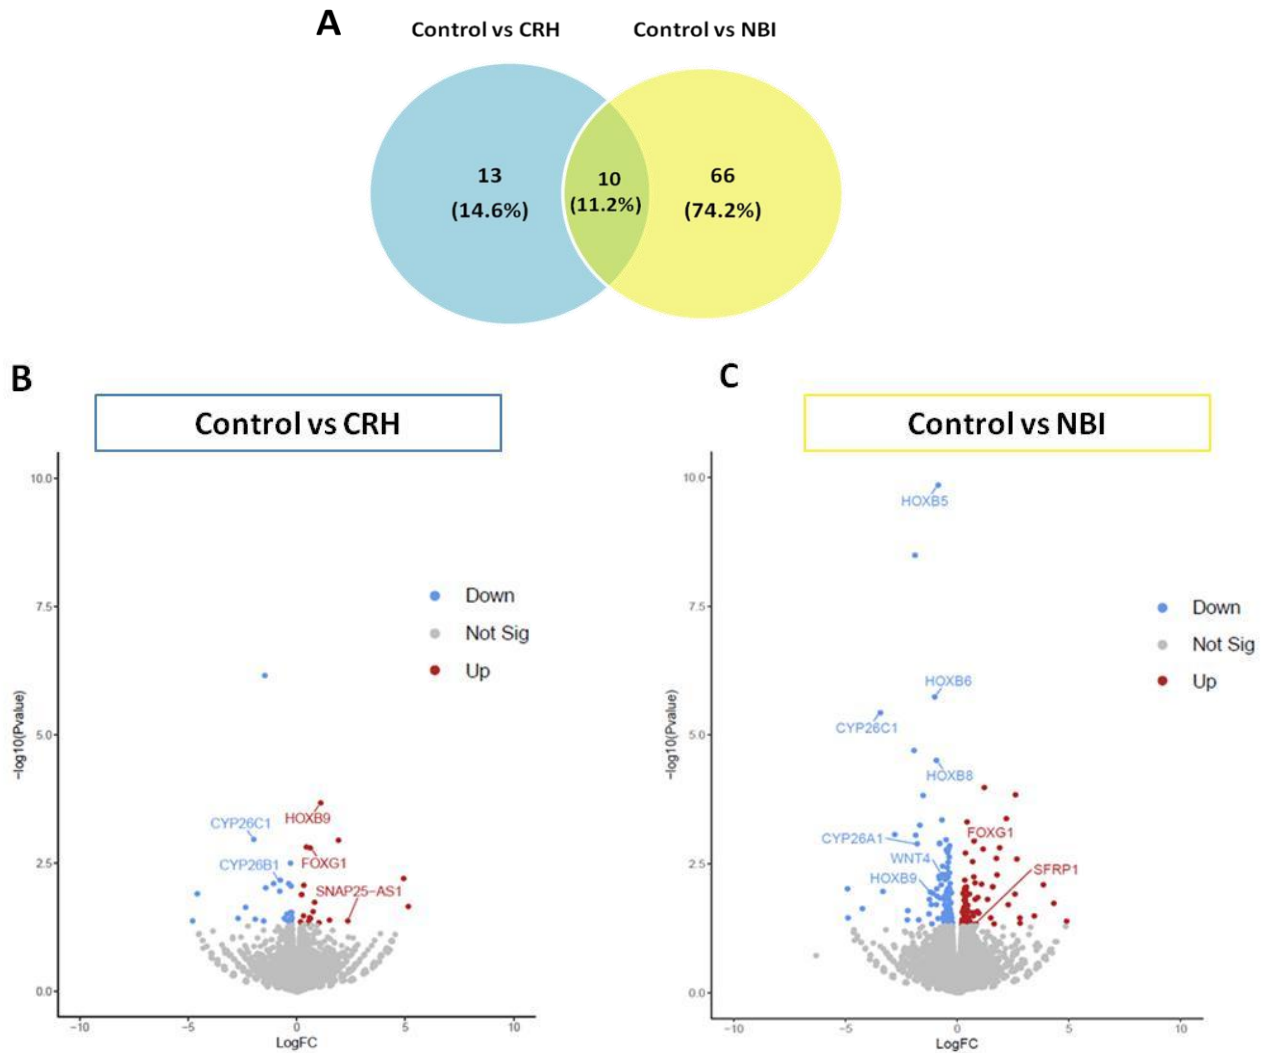 A
Control vs CRH
Control vs NBI
13
(14.6%)
10
(11.2%)
66
(74.2%)
B
Control vs CRH
10.0
7.5
5.0
2.5
0.0
−log10(Pvalue)
Down
Not Sig
Up
HOXB9
CYP26C1
FOXG1
CYP26B1
SNAP25−AS1
−10
−5
0
5
10
LogFC
C
Control vs NBI
10.0
7.5
5.0
2.5
0.0
−log10(Pvalue)
HOXB5
Down
Not Sig
Up
HOXB6
CYP26C1
HOXB8
CYP26A1
FOXG1
WNT4
SFRP1
HOXB9
−10
−5
0
5
10
LogFC